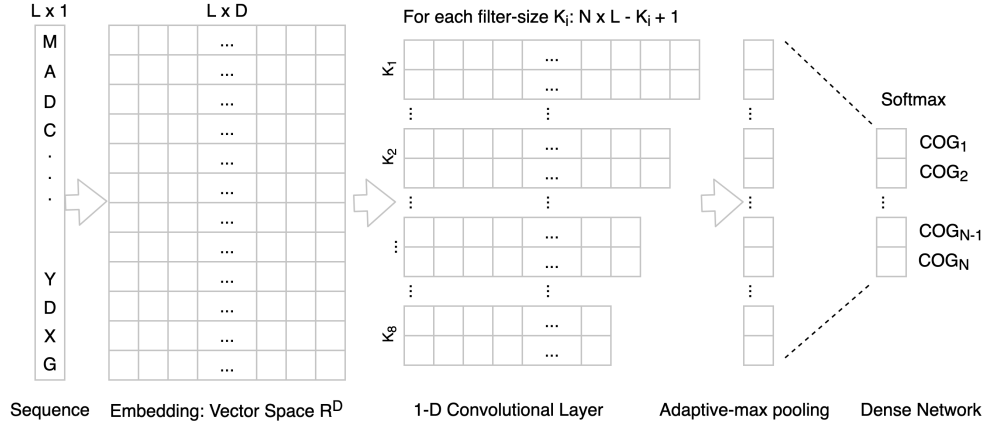 L x 1
L x D
For each filter-size Ki: N x L - Ki + 1
M
A
D
C
.
.
.
Y
D
X
G
...
...
...
...
...
...
...
...
...
...
...
...
K1
...
...
...
...
K2
...
...
...
...
...
...
...
...
...
K8
...
...
...
...
...
Softmax
COG1
COG2
...
COGN-1
COGN
Sequence
Embedding: Vector Space RD
1-D Convolutional Layer
Adaptive-max pooling
Dense Network